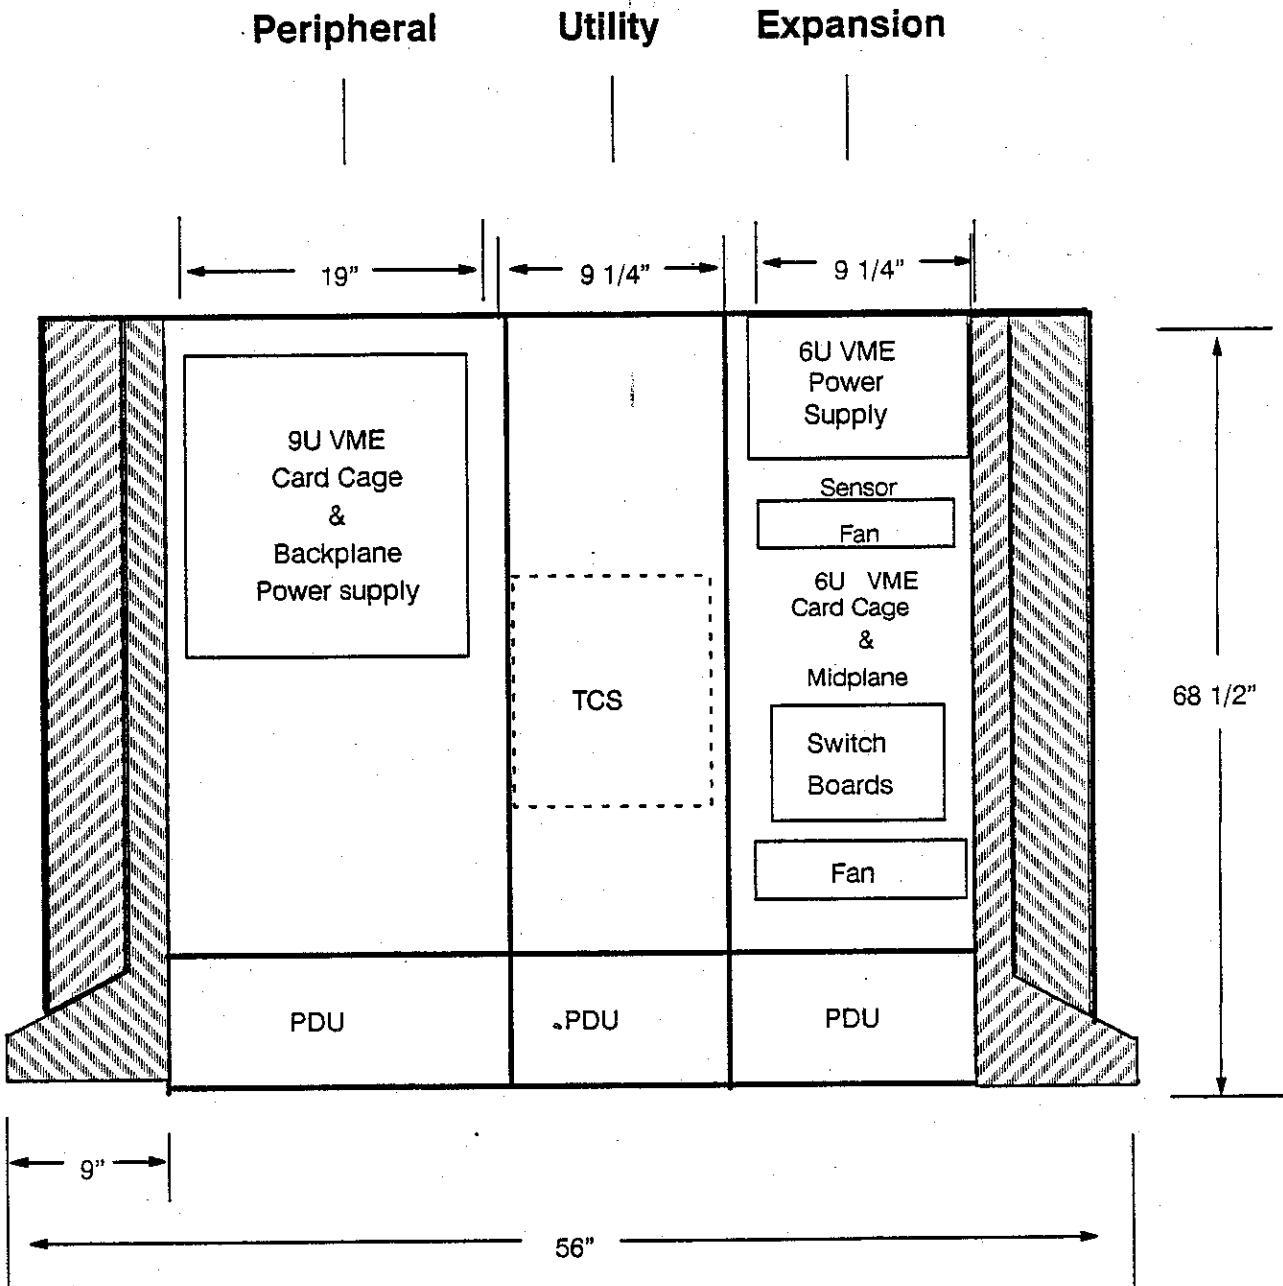 Peripheral Utility Expansion
19" 9 1/4" 9 1/4"
9U VME
Card Cage
&
Backplane
Power supply
TCS
6U VME
Power
Supply
Sensor
Fan
6U VME
Card Cage
&
Midplane
Switch
Boards
Fan
68 1/2"
PDU PDU PDU
9"
56"